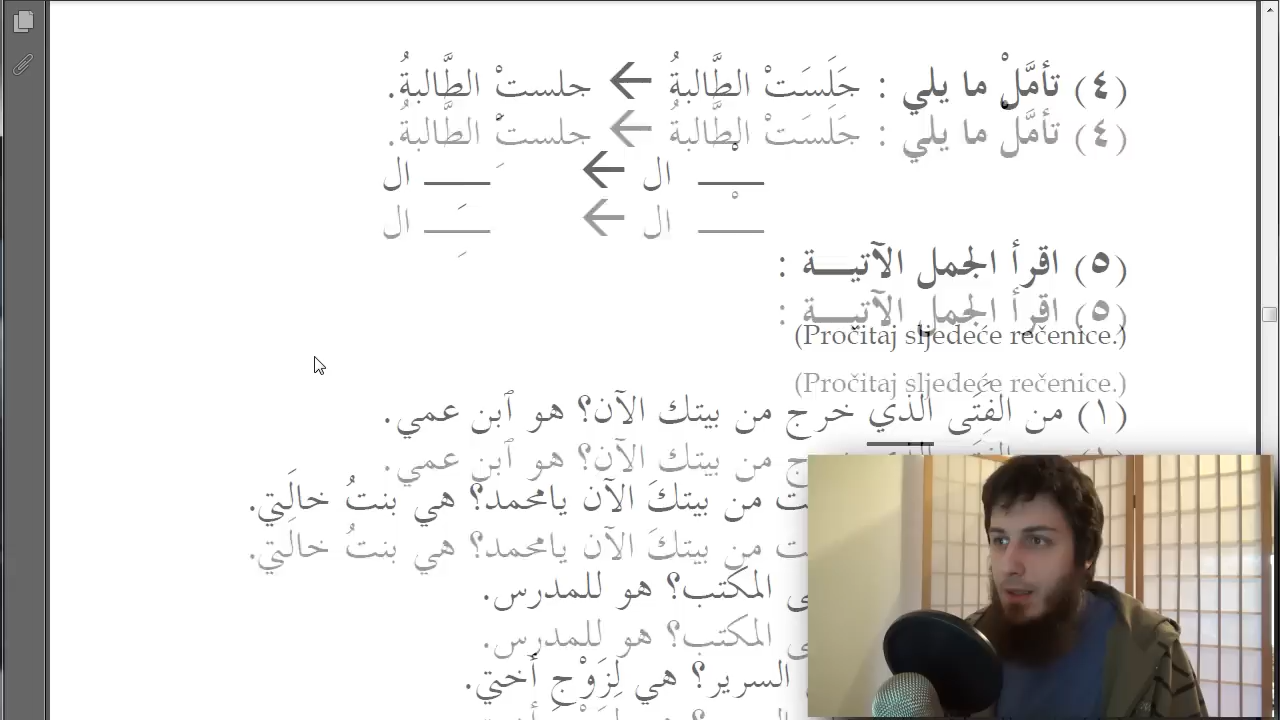 (٤) تأمَّلْ ما يلي : جَلَسَتْ الطَّالبةُ ← جلستِْ الطَّالبةُ.
(٤) تأمَّلْ ما يلي : جَلَسَتْ الطَّالبةُ ← جلستِْ الطَّالبةُ.
ـــــْ ال ← ـــــِ ال
ـــــْ ال ← ـــــِ ال
(٥) اقرأ الجمل الآتيـــة :
(٥) اقرأ الجمل الآتيـــة :
(Pročitaj sljedeće rečenice.)
(Pročitaj sljedeće rečenice.)
(١) من الفَِتَى الذي خرج من بيتك الآن؟ هو ٱبن عمي.
من بيتك الآن؟ هو ٱبن عمي.
من بيتكَ الآن يامحمد؟ هي بنتُ خالَِتي.
من بيتكَ الآن يامحمد؟ هي بنتُ خالَِتي.
المكتب؟ هو للمدرس.
المكتب؟ هو للمدرس.
السرير؟ هي لِزَوْجِ أختي.